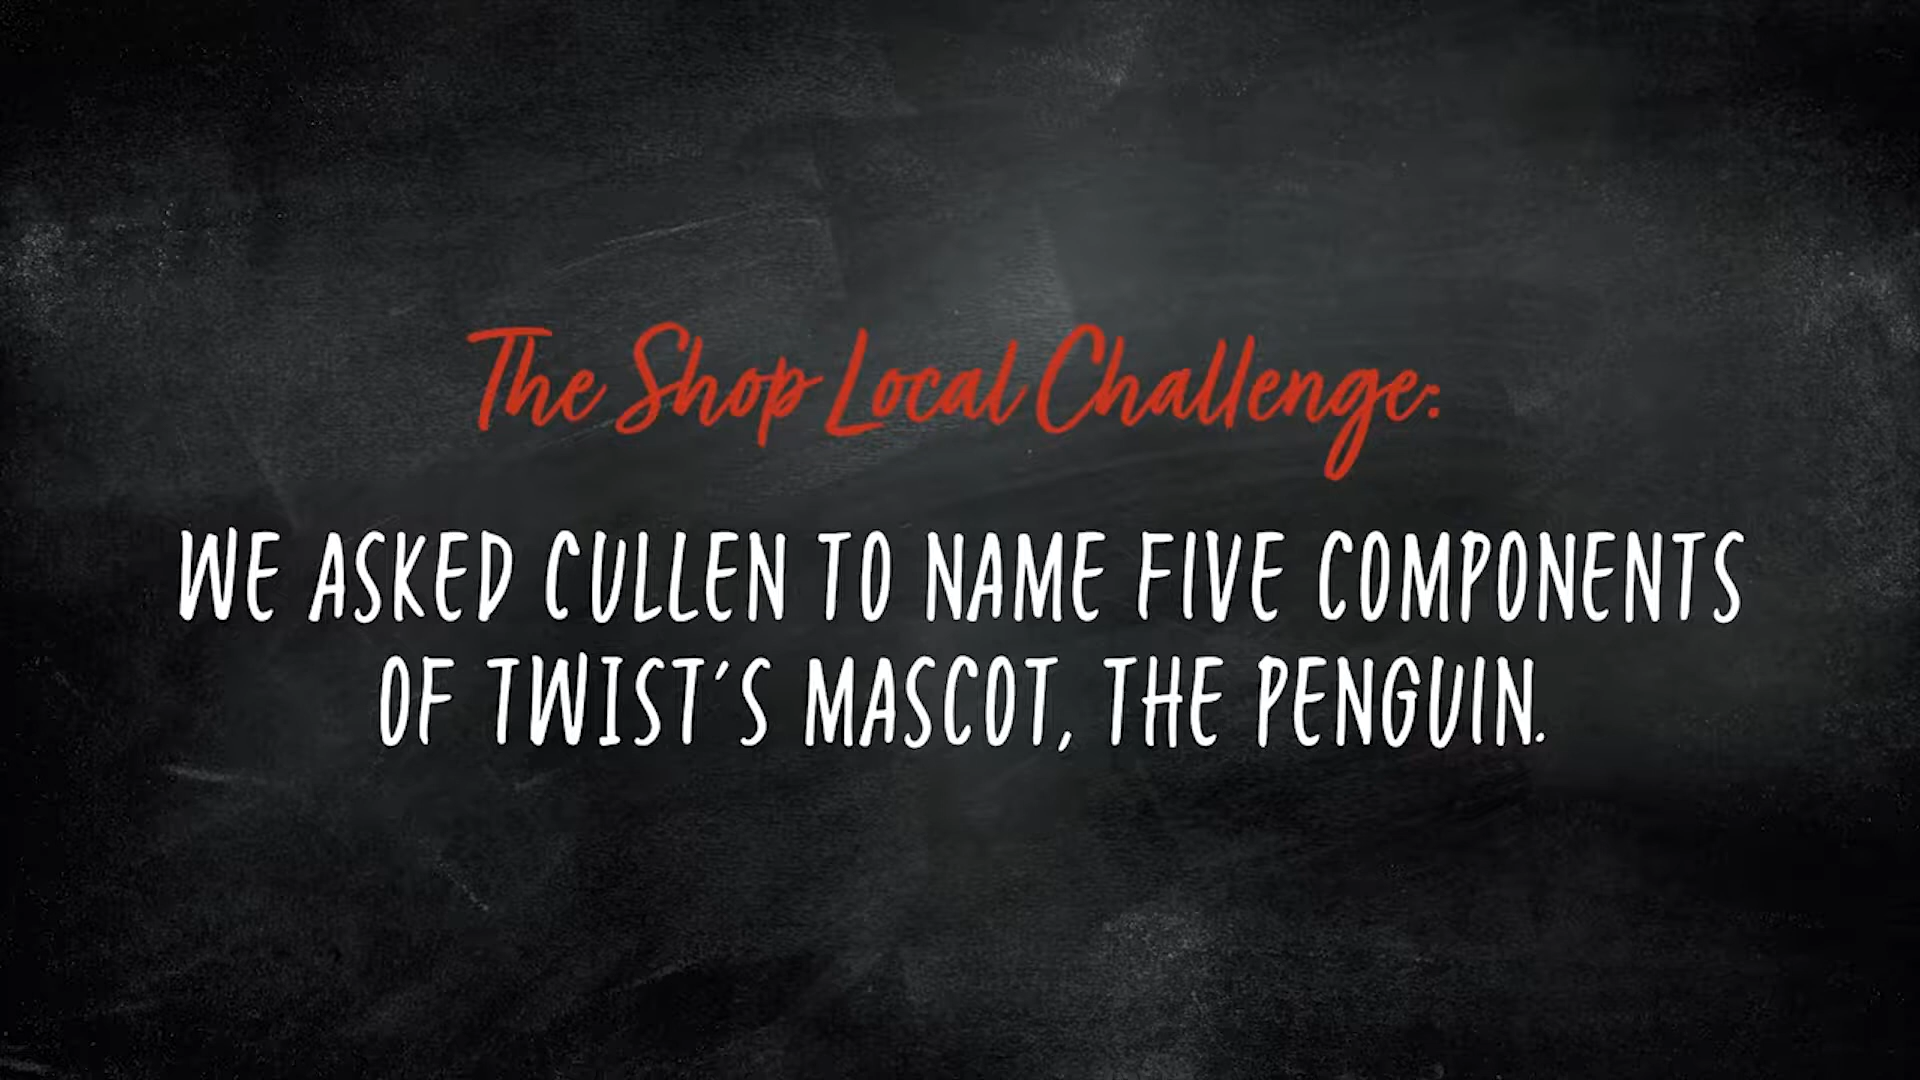 The Shop Local Challenge:
WE ASKED CULLEN TO NAME FIVE COMPONENTS
OF TWIST'S MASCOT, THE PENGUIN.